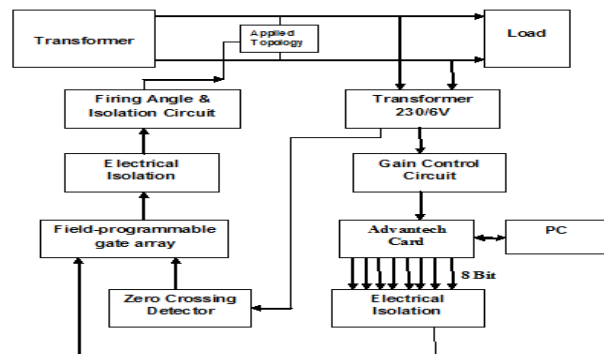 Transformer
Applied
Topology
Load
Firing Angle &
Isolation Circuit
Transformer
230/6V
Electrical
Isolation
Gain Control
Circuit
Field-programmable
gate array
Advantech
Card
PC
8 Bit
Zero Crossing
Detector
Electrical
Isolation